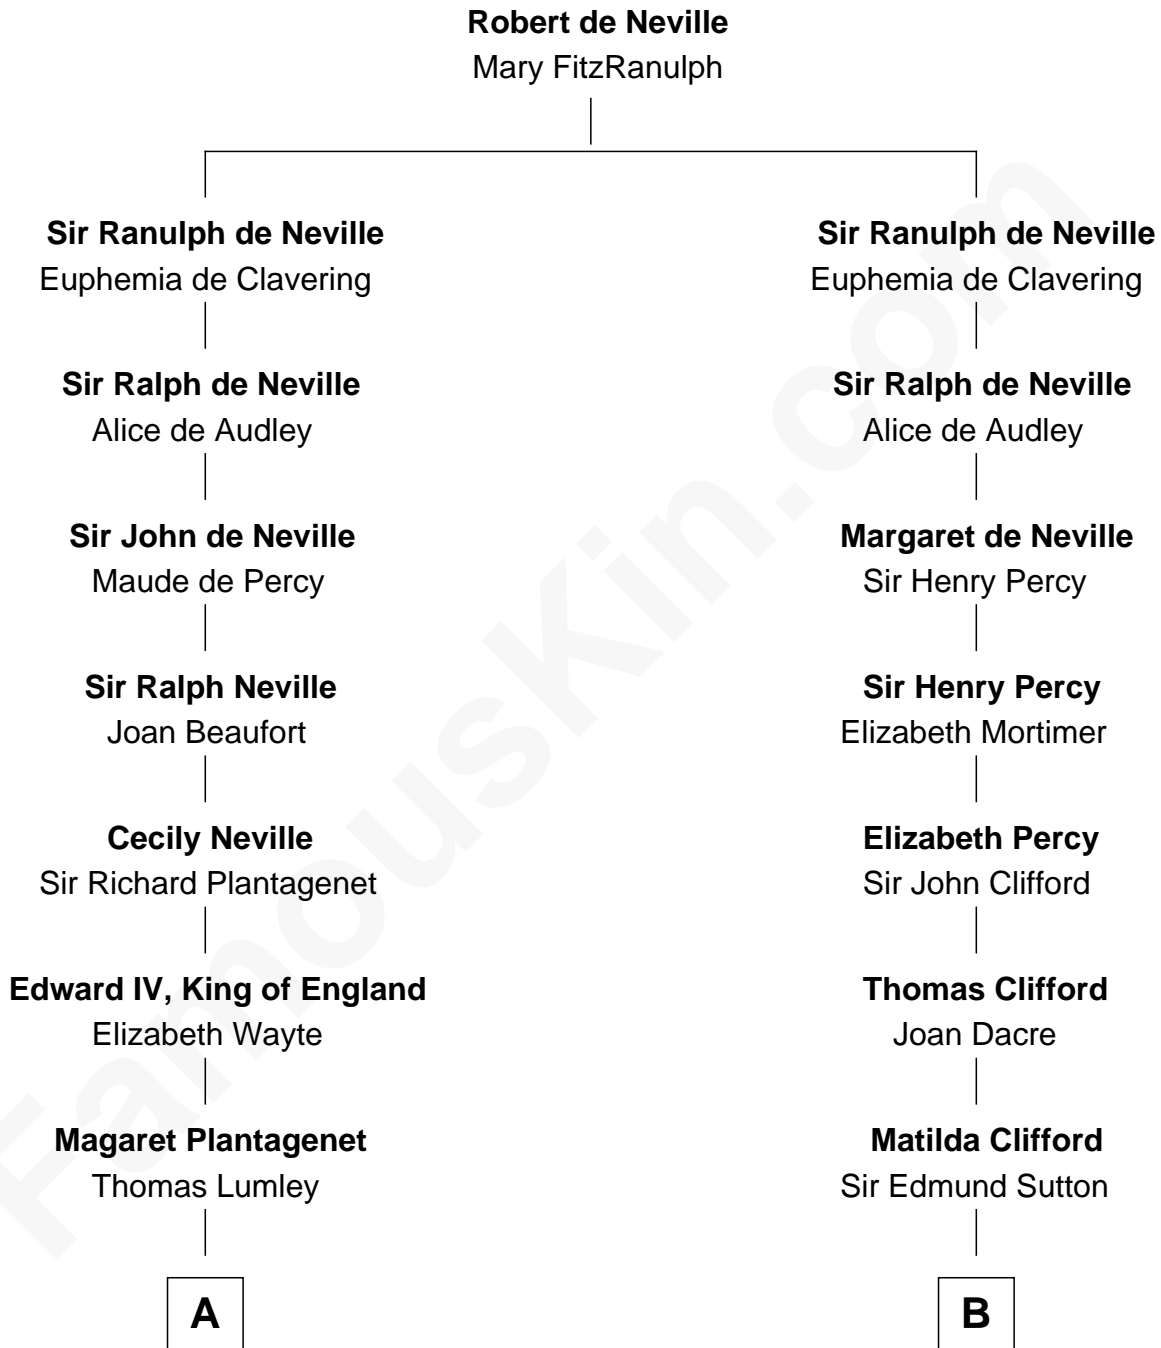 Robert de Neville
Mary FitzRanulph
Sir Ranulph de Neville
Euphemia de Clavering
Sir Ralph de Neville
Alice de Audley
Sir John de Neville
Maude de Percy
Sir Ralph Neville
Joan Beaufort
Cecily Neville
Sir Richard Plantagenet
Edward IV, King of England
Elizabeth Wayte
Magaret Plantagenet
Thomas Lumley
A
Sir Ranulph de Neville
Euphemia de Clavering
Sir Ralph de Neville
Alice de Audley
Margaret de Neville
Sir Henry Percy
Sir Henry Percy
Elizabeth Mortimer
Elizabeth Percy
Sir John Clifford
Thomas Clifford
Joan Dacre
Matilda Clifford
Sir Edmund Sutton
B
FamousKin.com